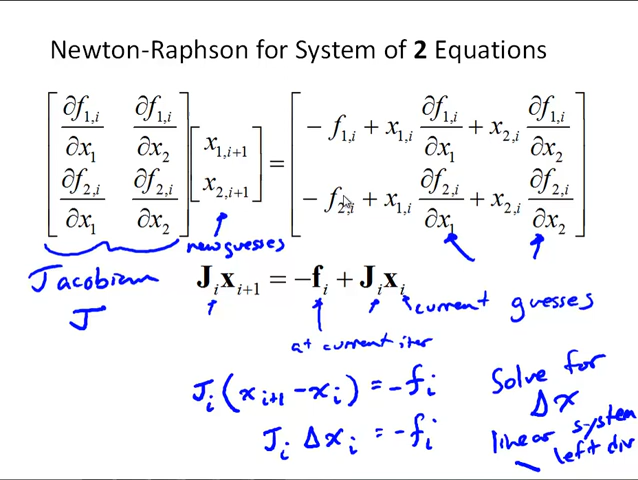 Newton-Raphson for System of 2 Equations
∂f1,i/∂x1 ∂f1,i/∂x2
∂f2,i/∂x1 ∂f2,i/∂x2
x1,i+1
x2,i+1
=
− f1,i + x1,i ∂f1,i/∂x1 + x2,i ∂f1,i/∂x2
− f2,i + x1,i ∂f2,i/∂x1 + x2,i ∂f2,i/∂x2
new guesses
Jacobian
J
Jixi+1 = −fi + Jixi
current guesses
at current iter
Ji (xi+1 − xi) = −fi
Ji Δxi = −fi
Solve for
Δx
linear system
\ left div